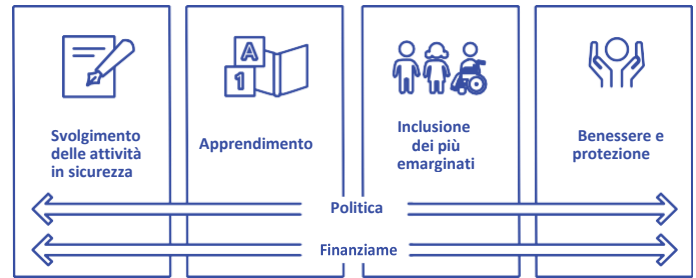 A
1
Svolgimento
delle attività
in sicurezza
Apprendimento
Inclusione
dei più
emarginati
Benessere e
protezione
Politica
Finanziame